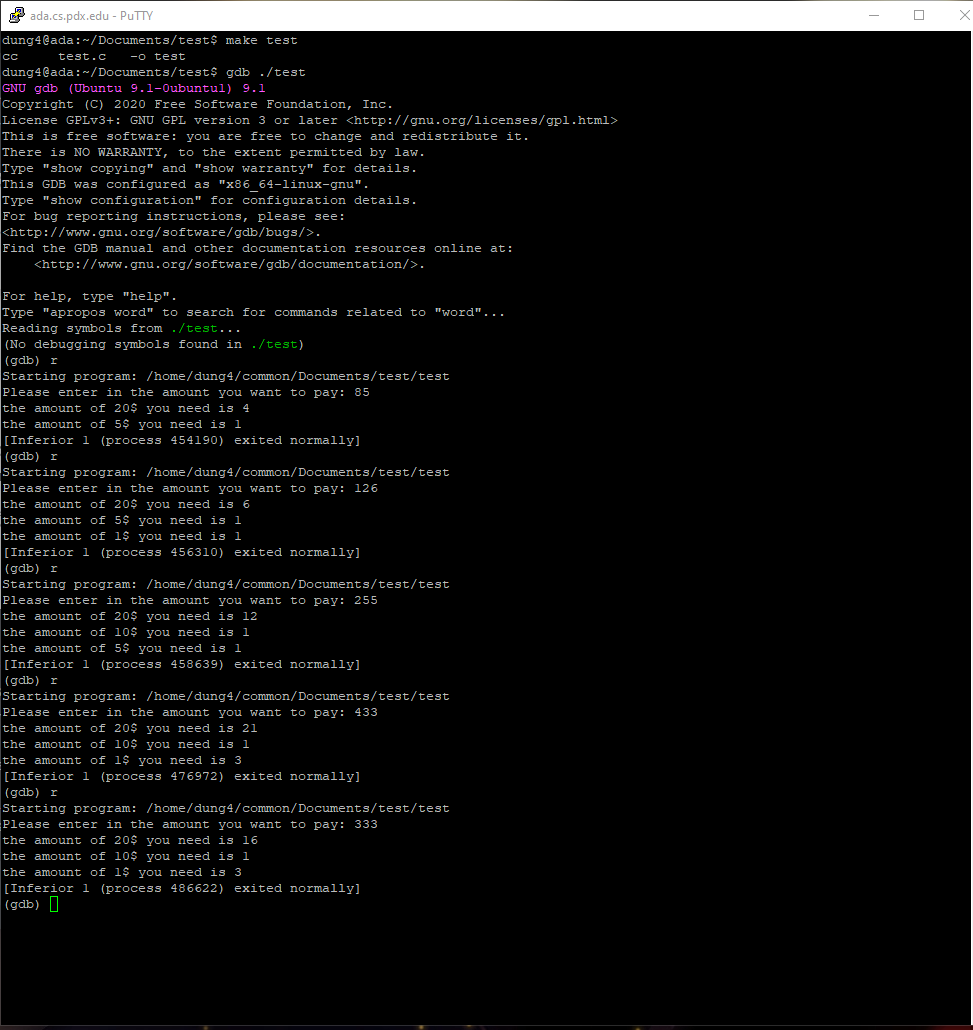 ada.cs.pdx.edu - PuTTY
dung4@ada:~/Documents/test$ make test
cc     test.c   -o test
dung4@ada:~/Documents/test$ gdb ./test
GNU gdb (Ubuntu 9.1-0ubuntu1) 9.1
Copyright (C) 2020 Free Software Foundation, Inc.
License GPLv3+: GNU GPL version 3 or later <http://gnu.org/licenses/gpl.html>
This is free software: you are free to change and redistribute it.
There is NO WARRANTY, to the extent permitted by law.
Type "show copying" and "show warranty" for details.
This GDB was configured as "x86_64-linux-gnu".
Type "show configuration" for configuration details.
For bug reporting instructions, please see:
<http://www.gnu.org/software/gdb/bugs/>.
Find the GDB manual and other documentation resources online at:
    <http://www.gnu.org/software/gdb/documentation/>.

For help, type "help".
Type "apropos word" to search for commands related to "word"...
Reading symbols from ./test...
(No debugging symbols found in ./test)
(gdb) r
Starting program: /home/dung4/common/Documents/test/test
Please enter in the amount you want to pay: 85
the amount of 20$ you need is 4
the amount of 5$ you need is 1
[Inferior 1 (process 454190) exited normally]
(gdb) r
Starting program: /home/dung4/common/Documents/test/test
Please enter in the amount you want to pay: 126
the amount of 20$ you need is 6
the amount of 5$ you need is 1
the amount of 1$ you need is 1
[Inferior 1 (process 456310) exited normally]
(gdb) r
Starting program: /home/dung4/common/Documents/test/test
Please enter in the amount you want to pay: 255
the amount of 20$ you need is 12
the amount of 10$ you need is 1
the amount of 5$ you need is 1
[Inferior 1 (process 458639) exited normally]
(gdb) r
Starting program: /home/dung4/common/Documents/test/test
Please enter in the amount you want to pay: 433
the amount of 20$ you need is 21
the amount of 10$ you need is 1
the amount of 1$ you need is 3
[Inferior 1 (process 476972) exited normally]
(gdb) r
Starting program: /home/dung4/common/Documents/test/test
Please enter in the amount you want to pay: 333
the amount of 20$ you need is 16
the amount of 10$ you need is 1
the amount of 1$ you need is 3
[Inferior 1 (process 486622) exited normally]
(gdb)